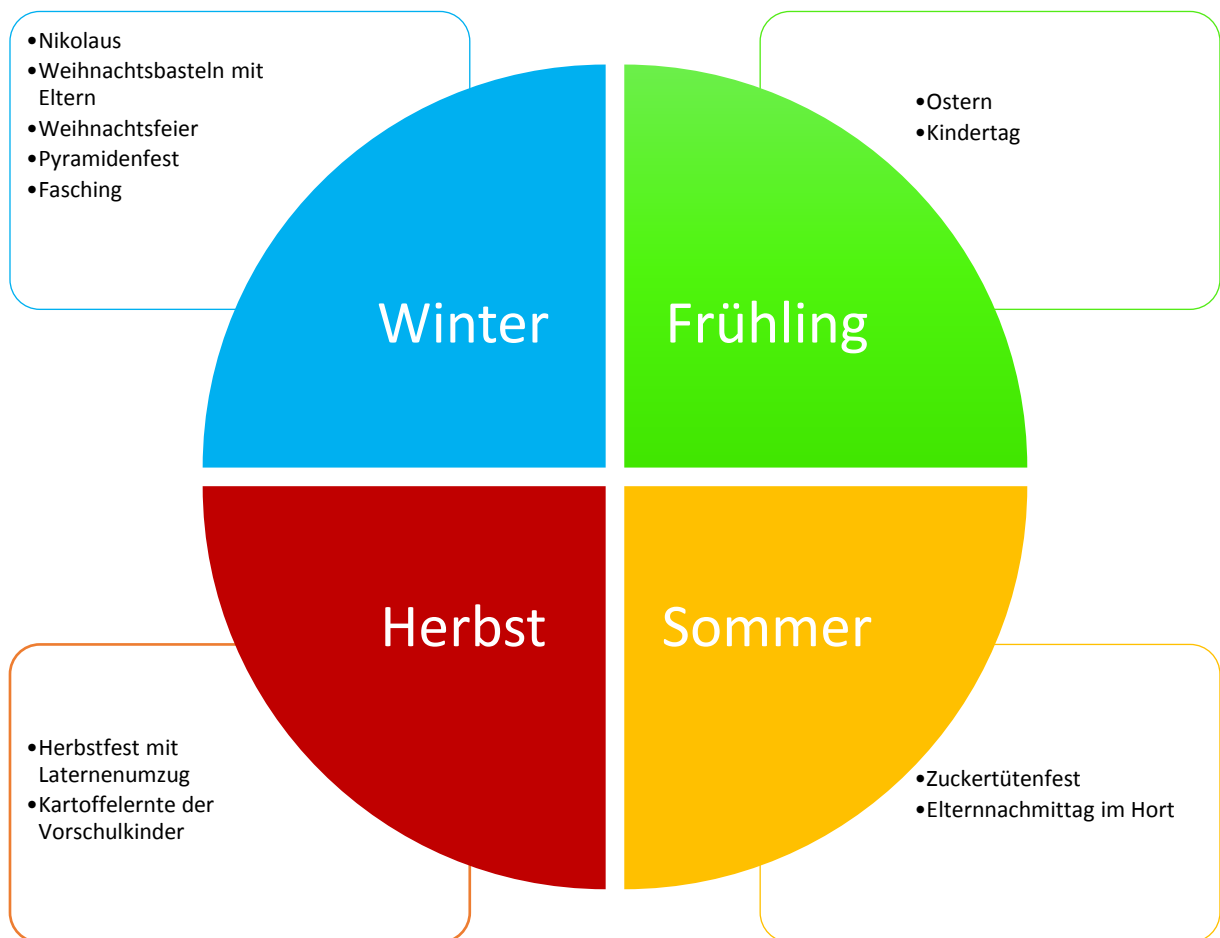 •Nikolaus
•Weihnachtsbasteln mit
Eltern
•Weihnachtsfeier
•Pyramidenfest
•Fasching
•Ostern
•Kindertag
Winter
Frühling
Herbst
Sommer
•Herbstfest mit
Laternenumzug
•Kartoffelernte der
Vorschulkinder
•Zuckertütenfest
•Elternnachmittag im Hort